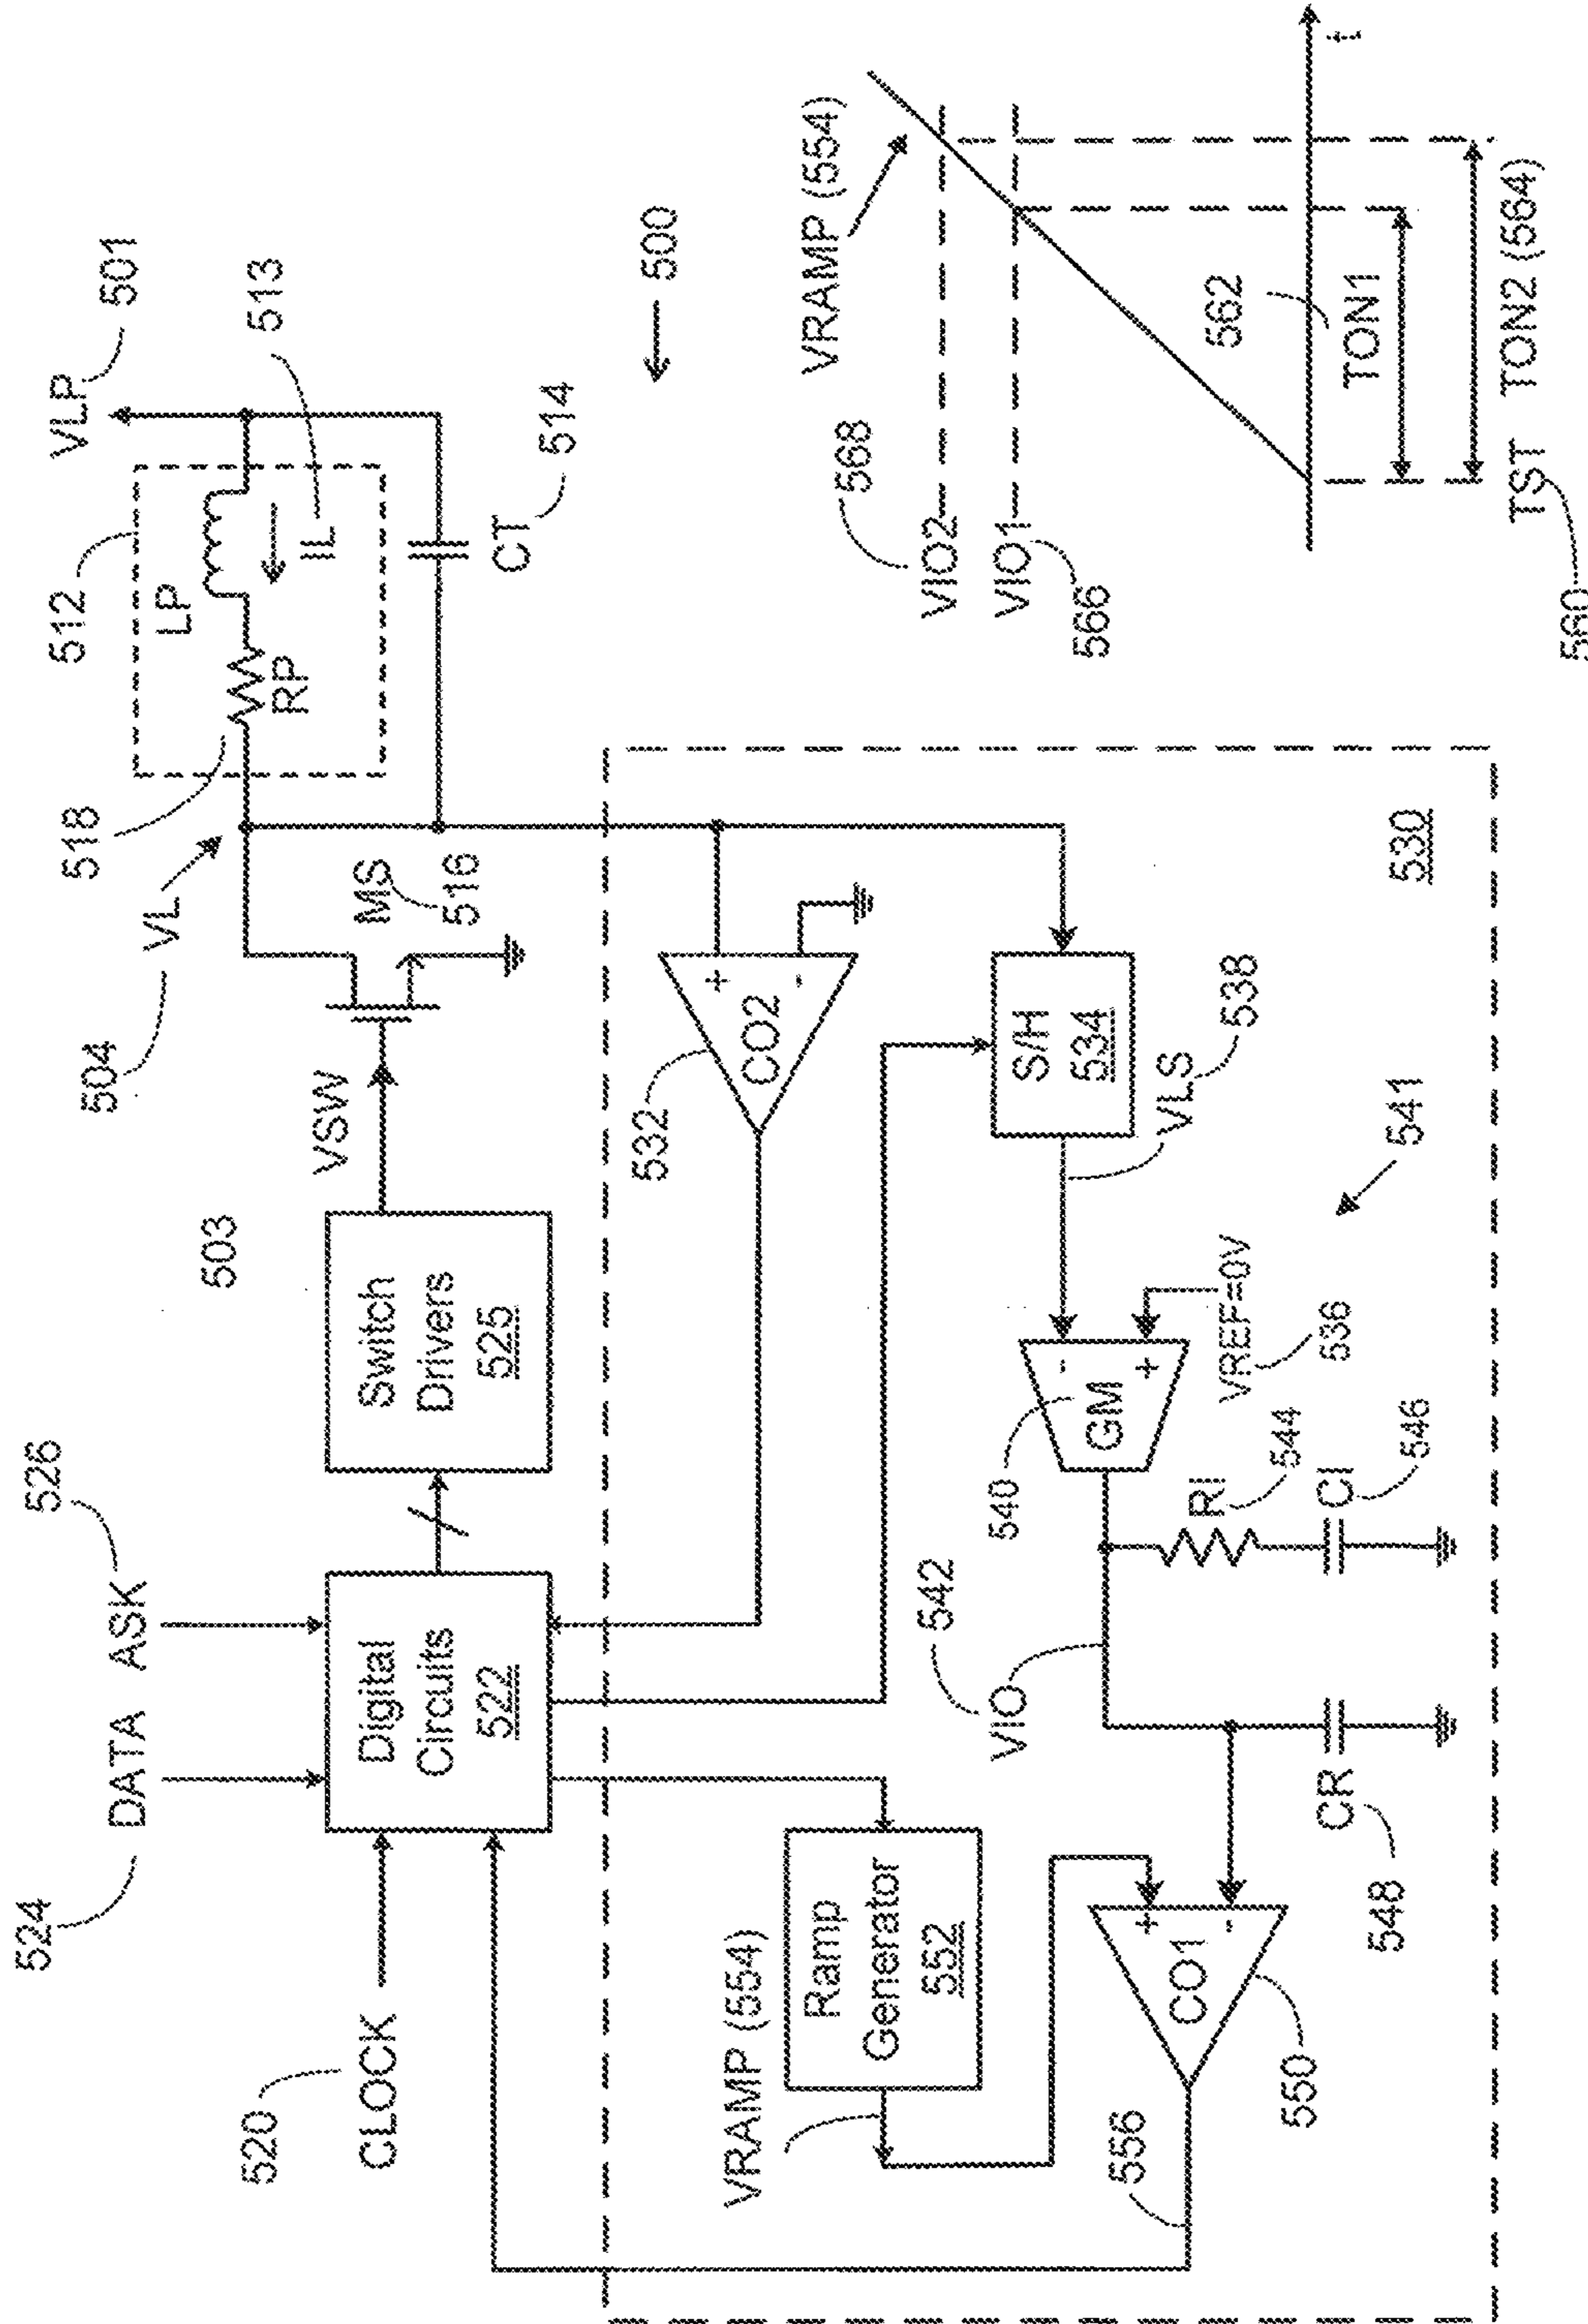 524
DATA
ASK
526
520
CLOCK
Digital
Circuits
522
Switch
Drivers
525
503
VSW
504
VL
518
MS
516
512
LP
RP
IL
513
VLP
501
CT
514
500
VRAMP (554)
Ramp
Generator
552
532
CO2
+
-
S/H
534
VLS
538
556
CO1
+
-
550
CR
548
VIO
542
540
GM
-
+
VREF=0V
536
RI
544
CI
546
541
530
VRAMP (554)
568
VIO2
VIO1
566
562
TON1
t
TST
560
TON2 (564)